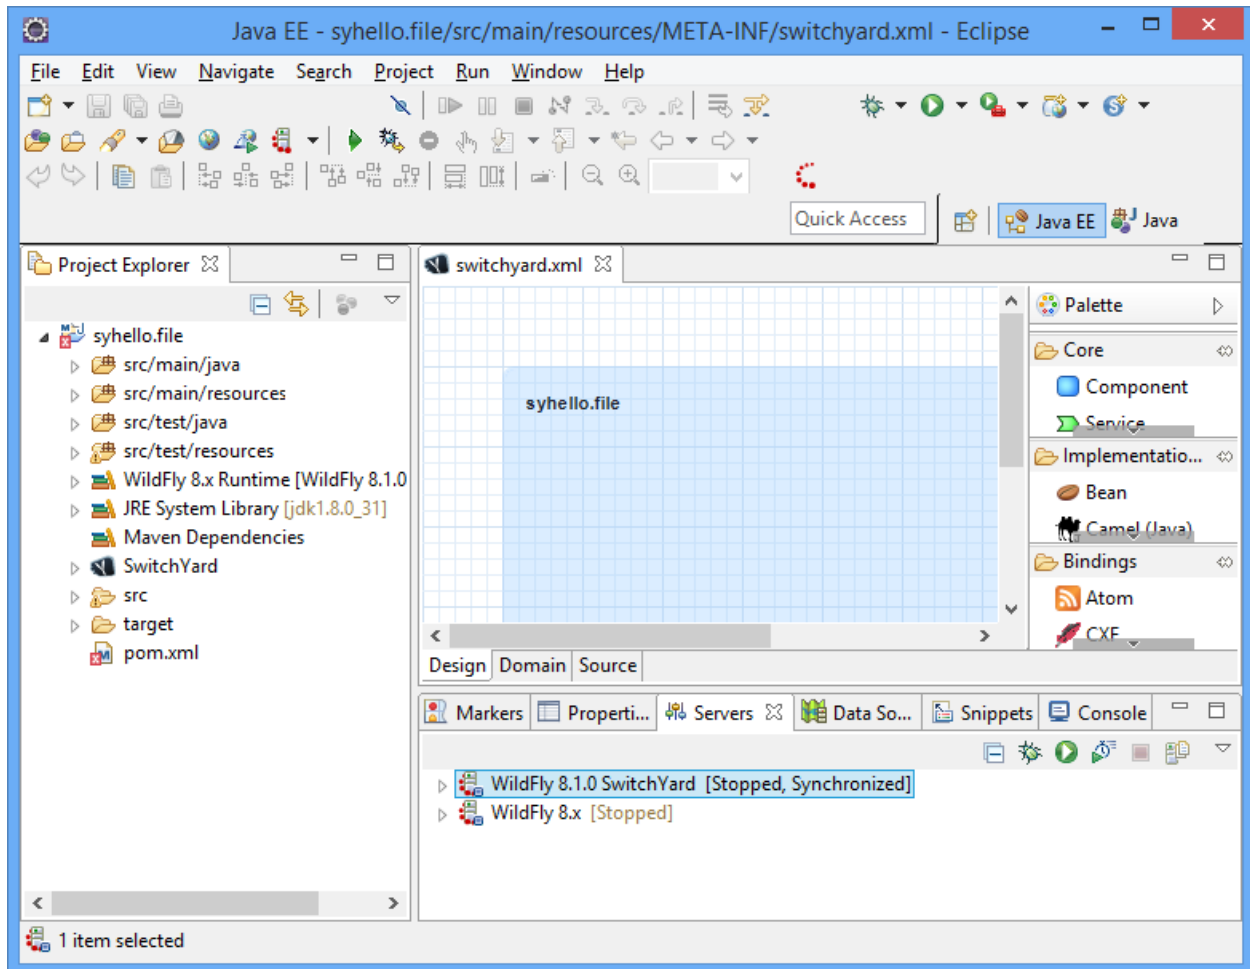 Java EE - syhello.file/src/main/resources/META-INF/switchyard.xml - Eclipse
File Edit View Navigate Search Project Run Window Help
Quick Access
Java EE
Java
Project Explorer
syhello.file
src/main/java
src/main/resources
src/test/java
src/test/resources
WildFly 8.x Runtime [WildFly 8.1.0
JRE System Library [jdk1.8.0_31]
Maven Dependencies
SwitchYard
src
target
pom.xml
switchyard.xml
syhello.file
Palette
Core
Component
Service
Implementatio...
Bean
Camel (Java)
Bindings
Atom
CXF
Design Domain Source
Markers Properti... Servers Data So... Snippets Console
WildFly 8.1.0 SwitchYard [Stopped, Synchronized]
WildFly 8.x [Stopped]
1 item selected